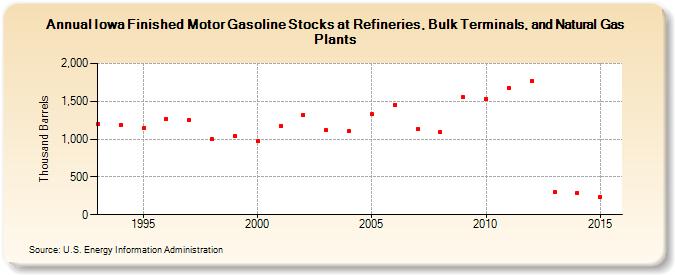 Annual Iowa Finished Motor Gasoline Stocks at Refineries, Bulk Terminals, and Natural Gas
Plants
Thousand Barrels
2,000
1,500
1,000
500
0
1995
2000
2005
2010
2015
Source: U.S. Energy Information Administration